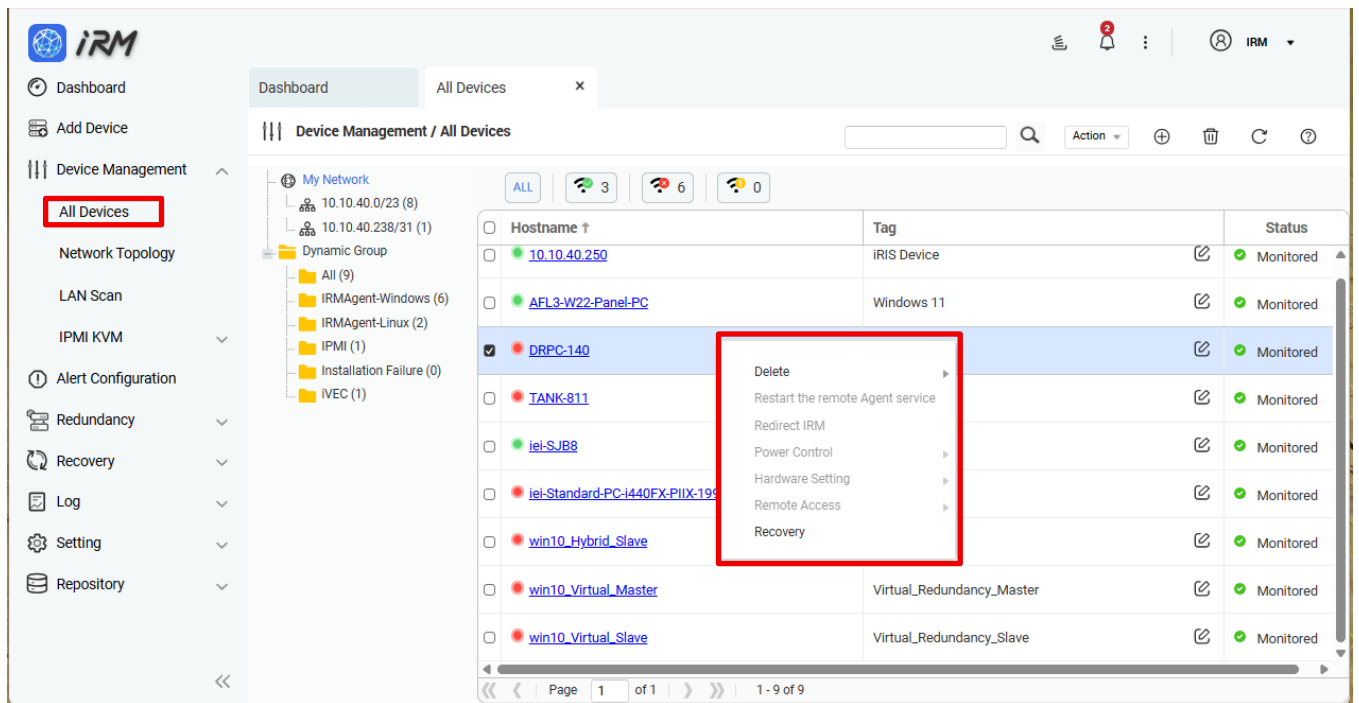 iRM
2
IRM
Dashboard
Add Device
Device Management
All Devices
Network Topology
LAN Scan
IPMI KVM
Alert Configuration
Redundancy
Recovery
Log
Setting
Repository
Dashboard
All Devices
Device Management / All Devices
Action
My Network
10.10.40.0/23 (8)
10.10.40.238/31 (1)
Dynamic Group
All (9)
IRMAgent-Windows (6)
IRMAgent-Linux (2)
IPMI (1)
Installation Failure (0)
iVEC (1)
ALL 3 6 0
Hostname Tag Status
10.10.40.250 iRIS Device Monitored
AFL3-W22-Panel-PC Windows 11 Monitored
DRPC-140 Monitored
TANK-811 Monitored
iei-SJB8 Monitored
iei-Standard-PC-i440FX-PIIX-199 Monitored
win10_Hybrid_Slave Monitored
win10_Virtual_Master Virtual_Redundancy_Master Monitored
win10_Virtual_Slave Virtual_Redundancy_Slave Monitored
Delete
Restart the remote Agent service
Redirect IRM
Power Control
Hardware Setting
Remote Access
Recovery
Page 1 of 1 1 - 9 of 9